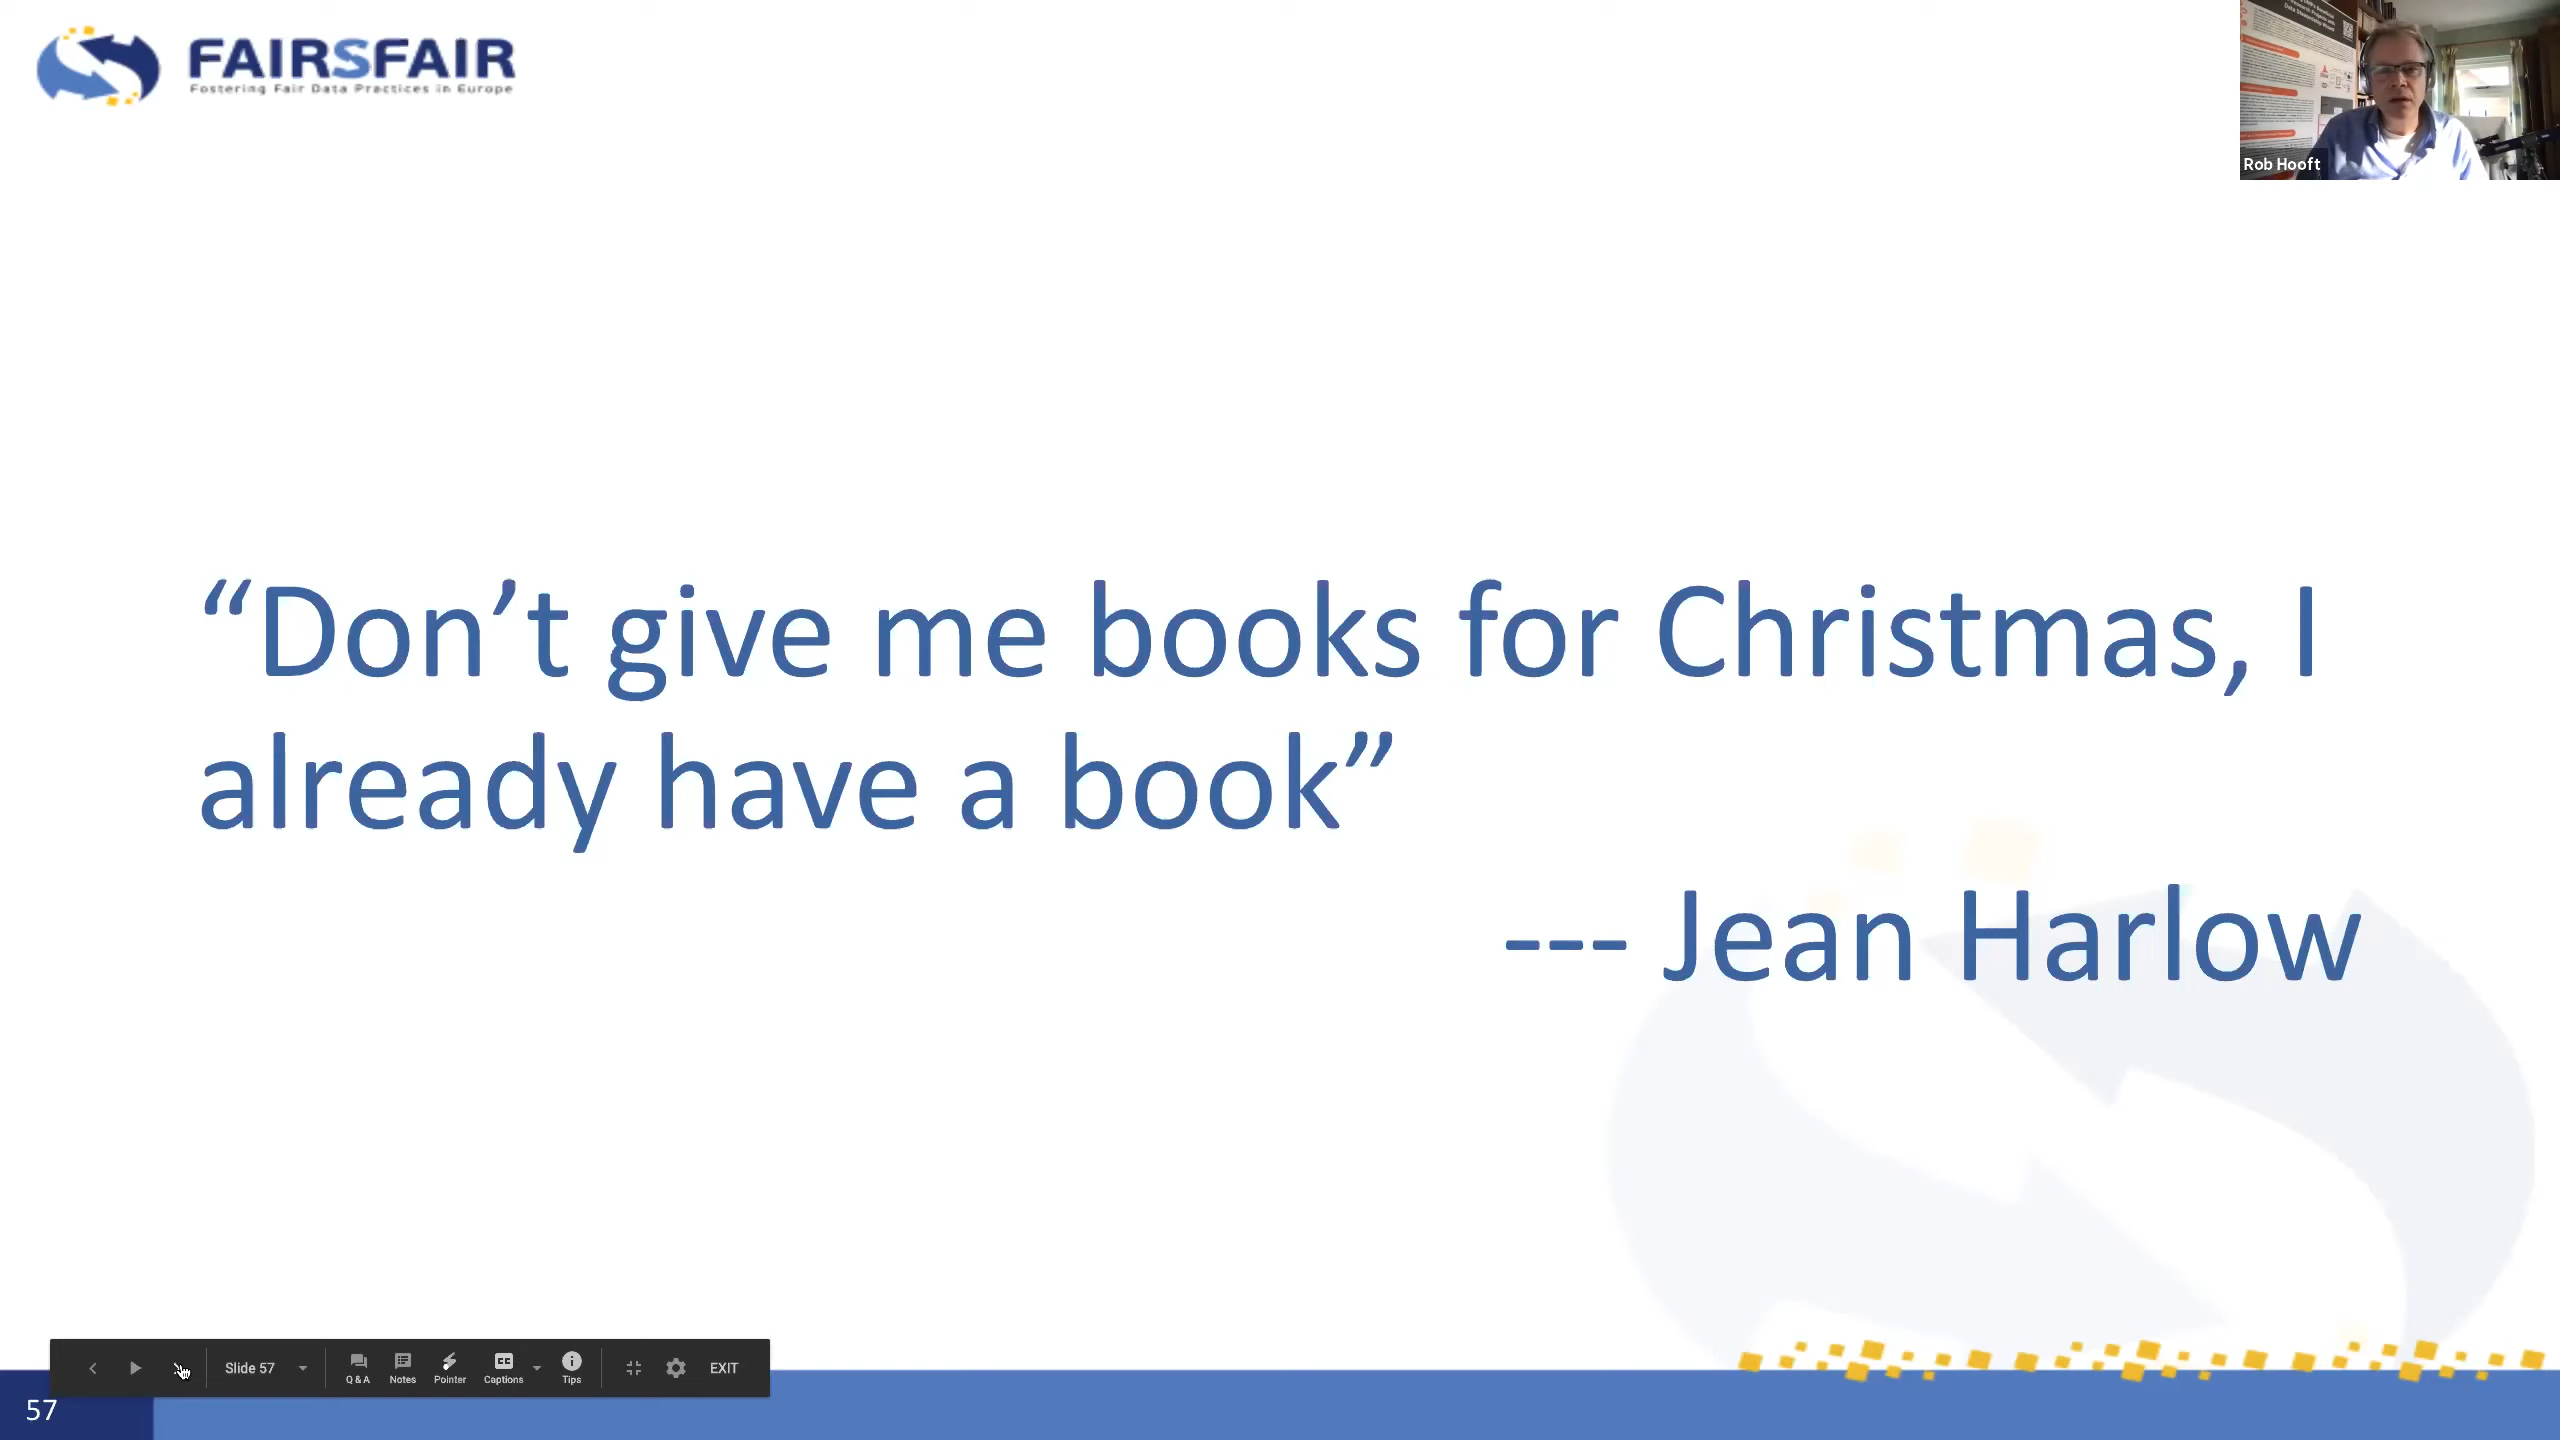 FAIRSFAIR
Fostering Fair Data Practices in Europe
Rob Hooft
“Don’t give me books for Christmas, I
already have a book”
--- Jean Harlow
Slide 57
Q & A
Notes
Pointer
CC
Captions
Tips
EXIT
57